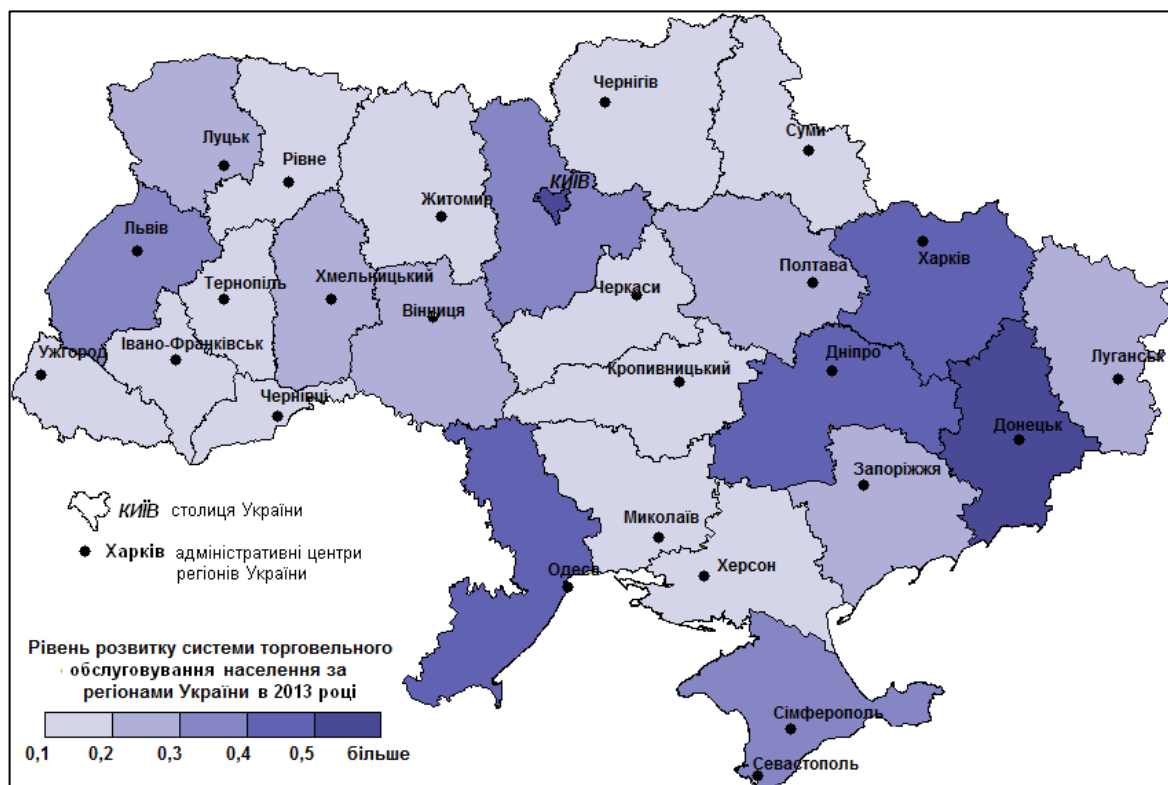 Чернігів
Суми
Луцьк
Рівне
КИЇВ
Житомир
Львів
Харків
Полтава
Тернопіль
Хмельницький
Черкаси
Вінниця
Івано-Франківськ
Ужгород
Дніпро
Луганськ
Кропивницький
Чернівці
Донецьк
Запоріжжя
КИЇВ столиця України
Миколаїв
Харків адміністративні центри
регіонів України
Одеса
Херсон
Рівень розвитку системи торговельного
обслуговування населення за
регіонами України в 2013 році
Сімферополь
0,1 0,2 0,3 0,4 0,5 більше
Севастополь